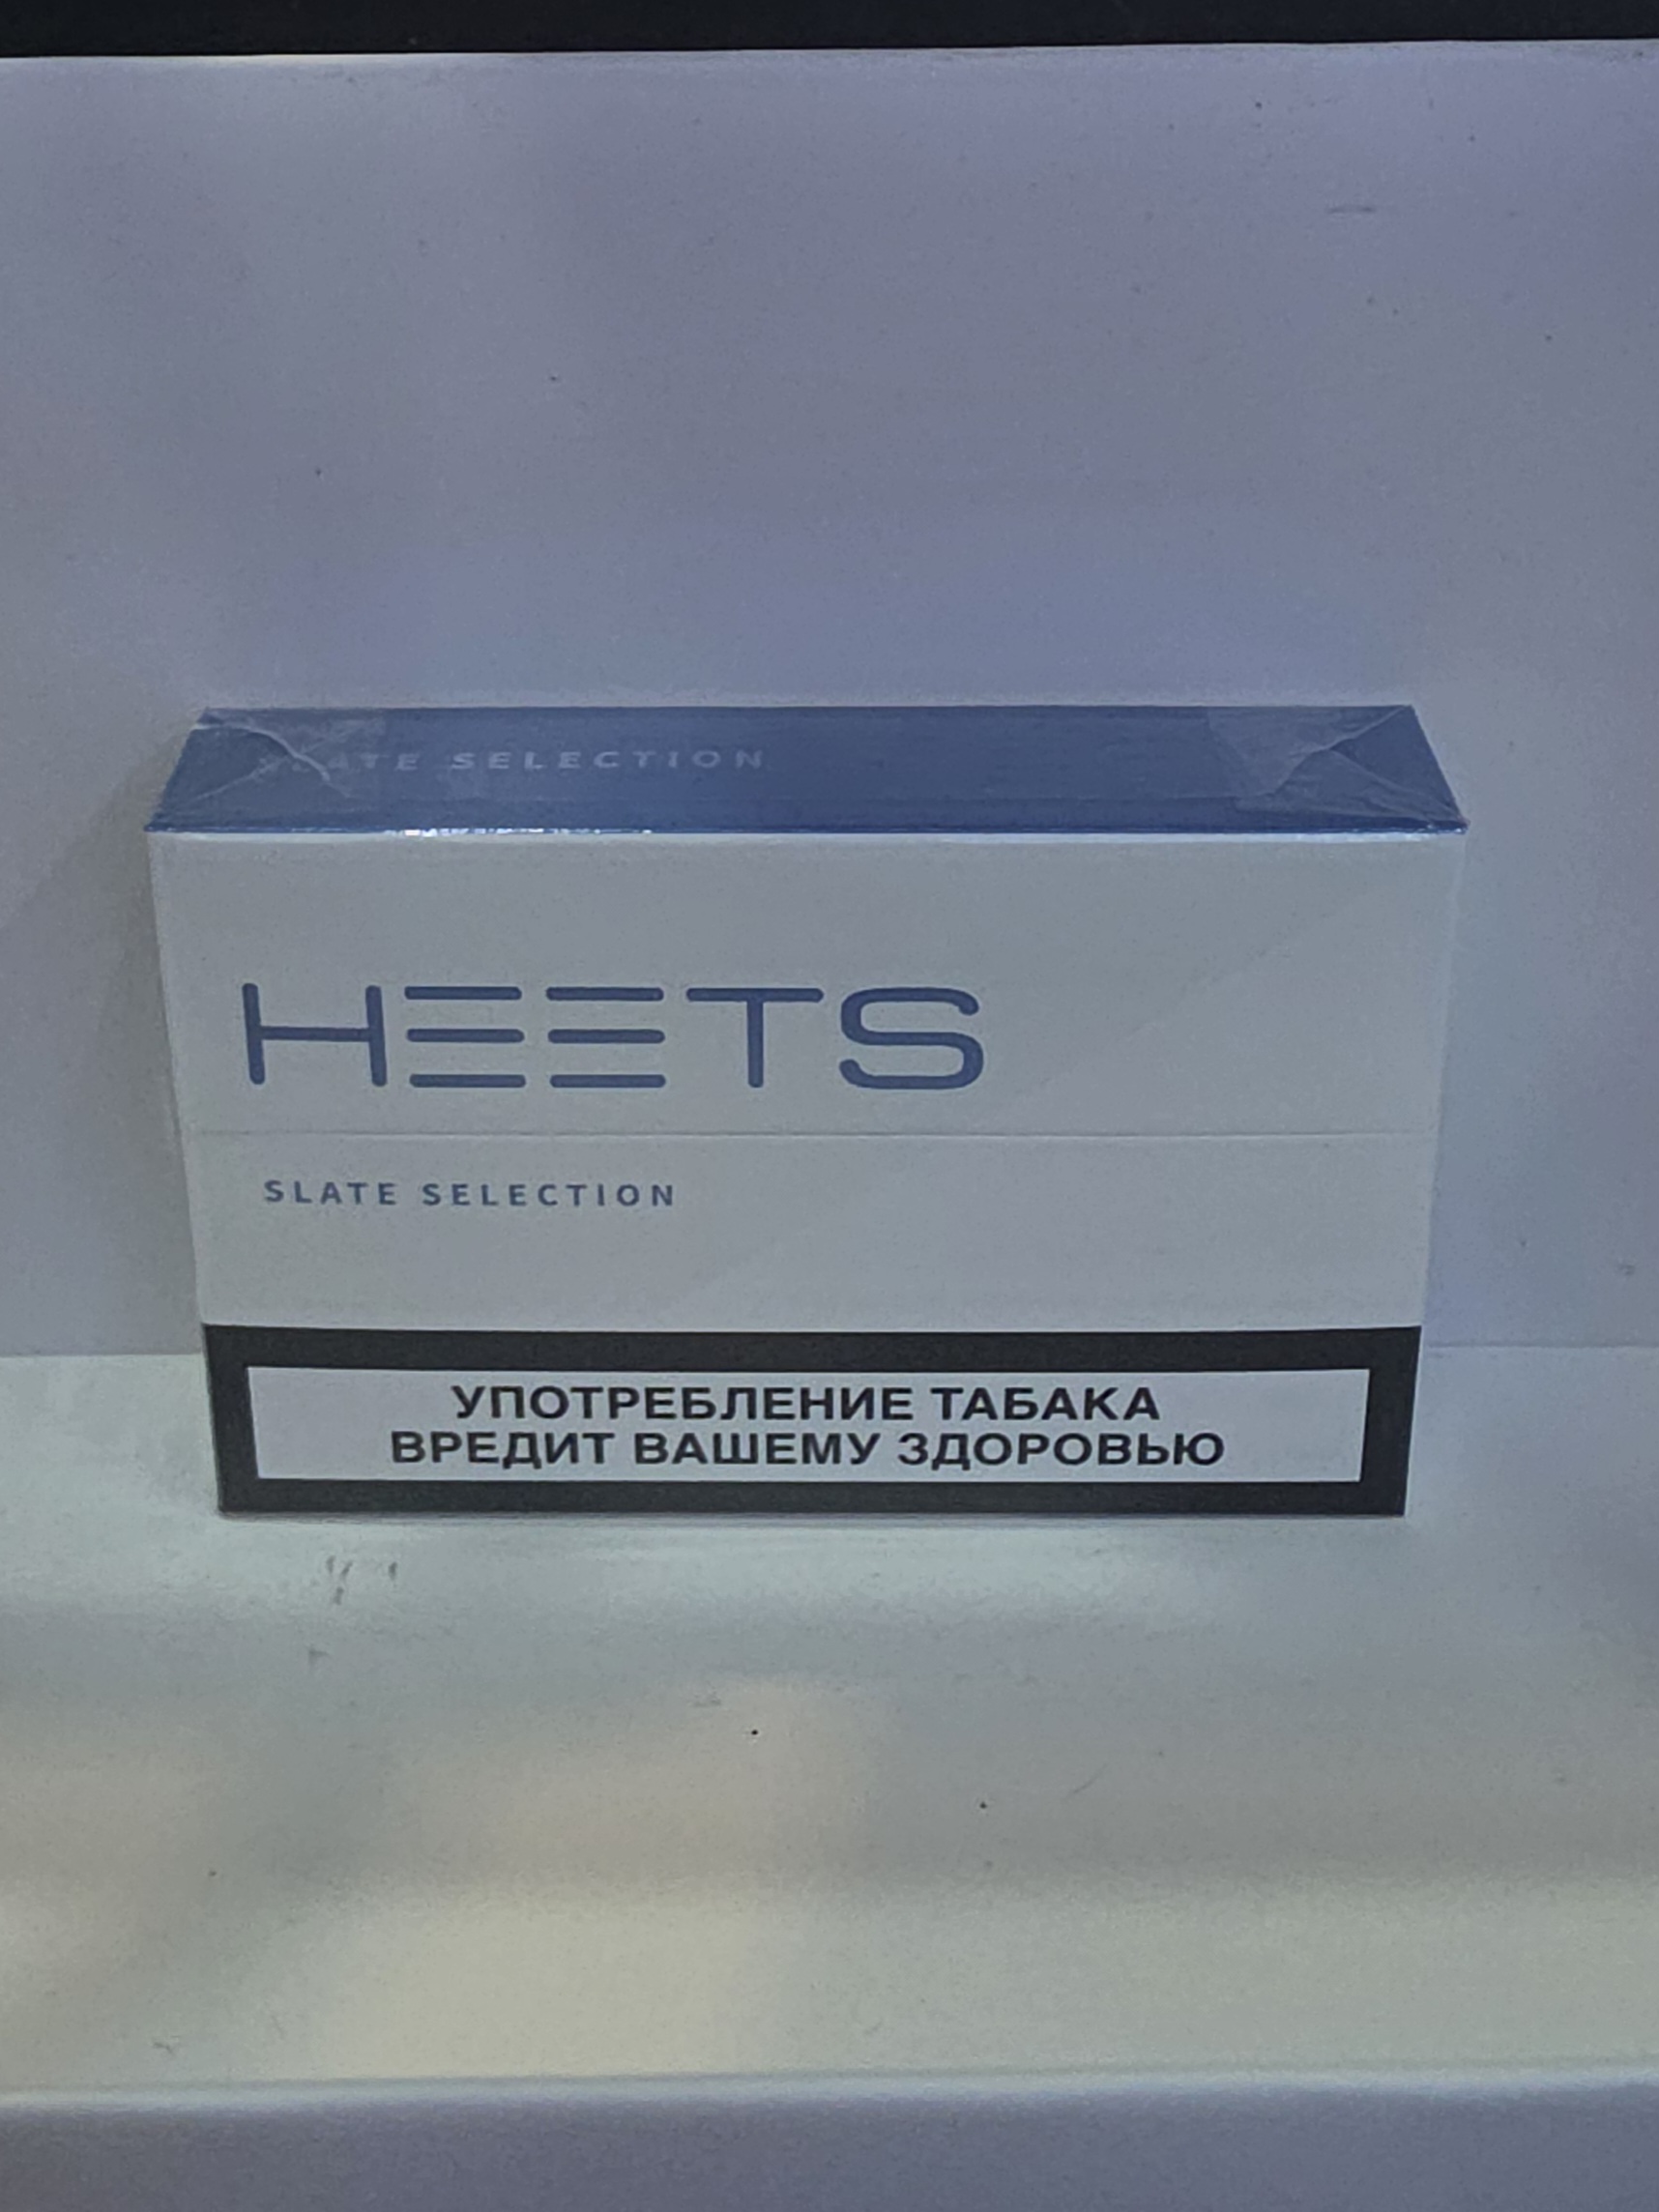 SLATE SELECTION
HEETS
SLATE SELECTION
УПОТРЕБЛЕНИЕ ТАБАКА
ВРЕДИТ ВАШЕМУ ЗДОРОВЬЮ